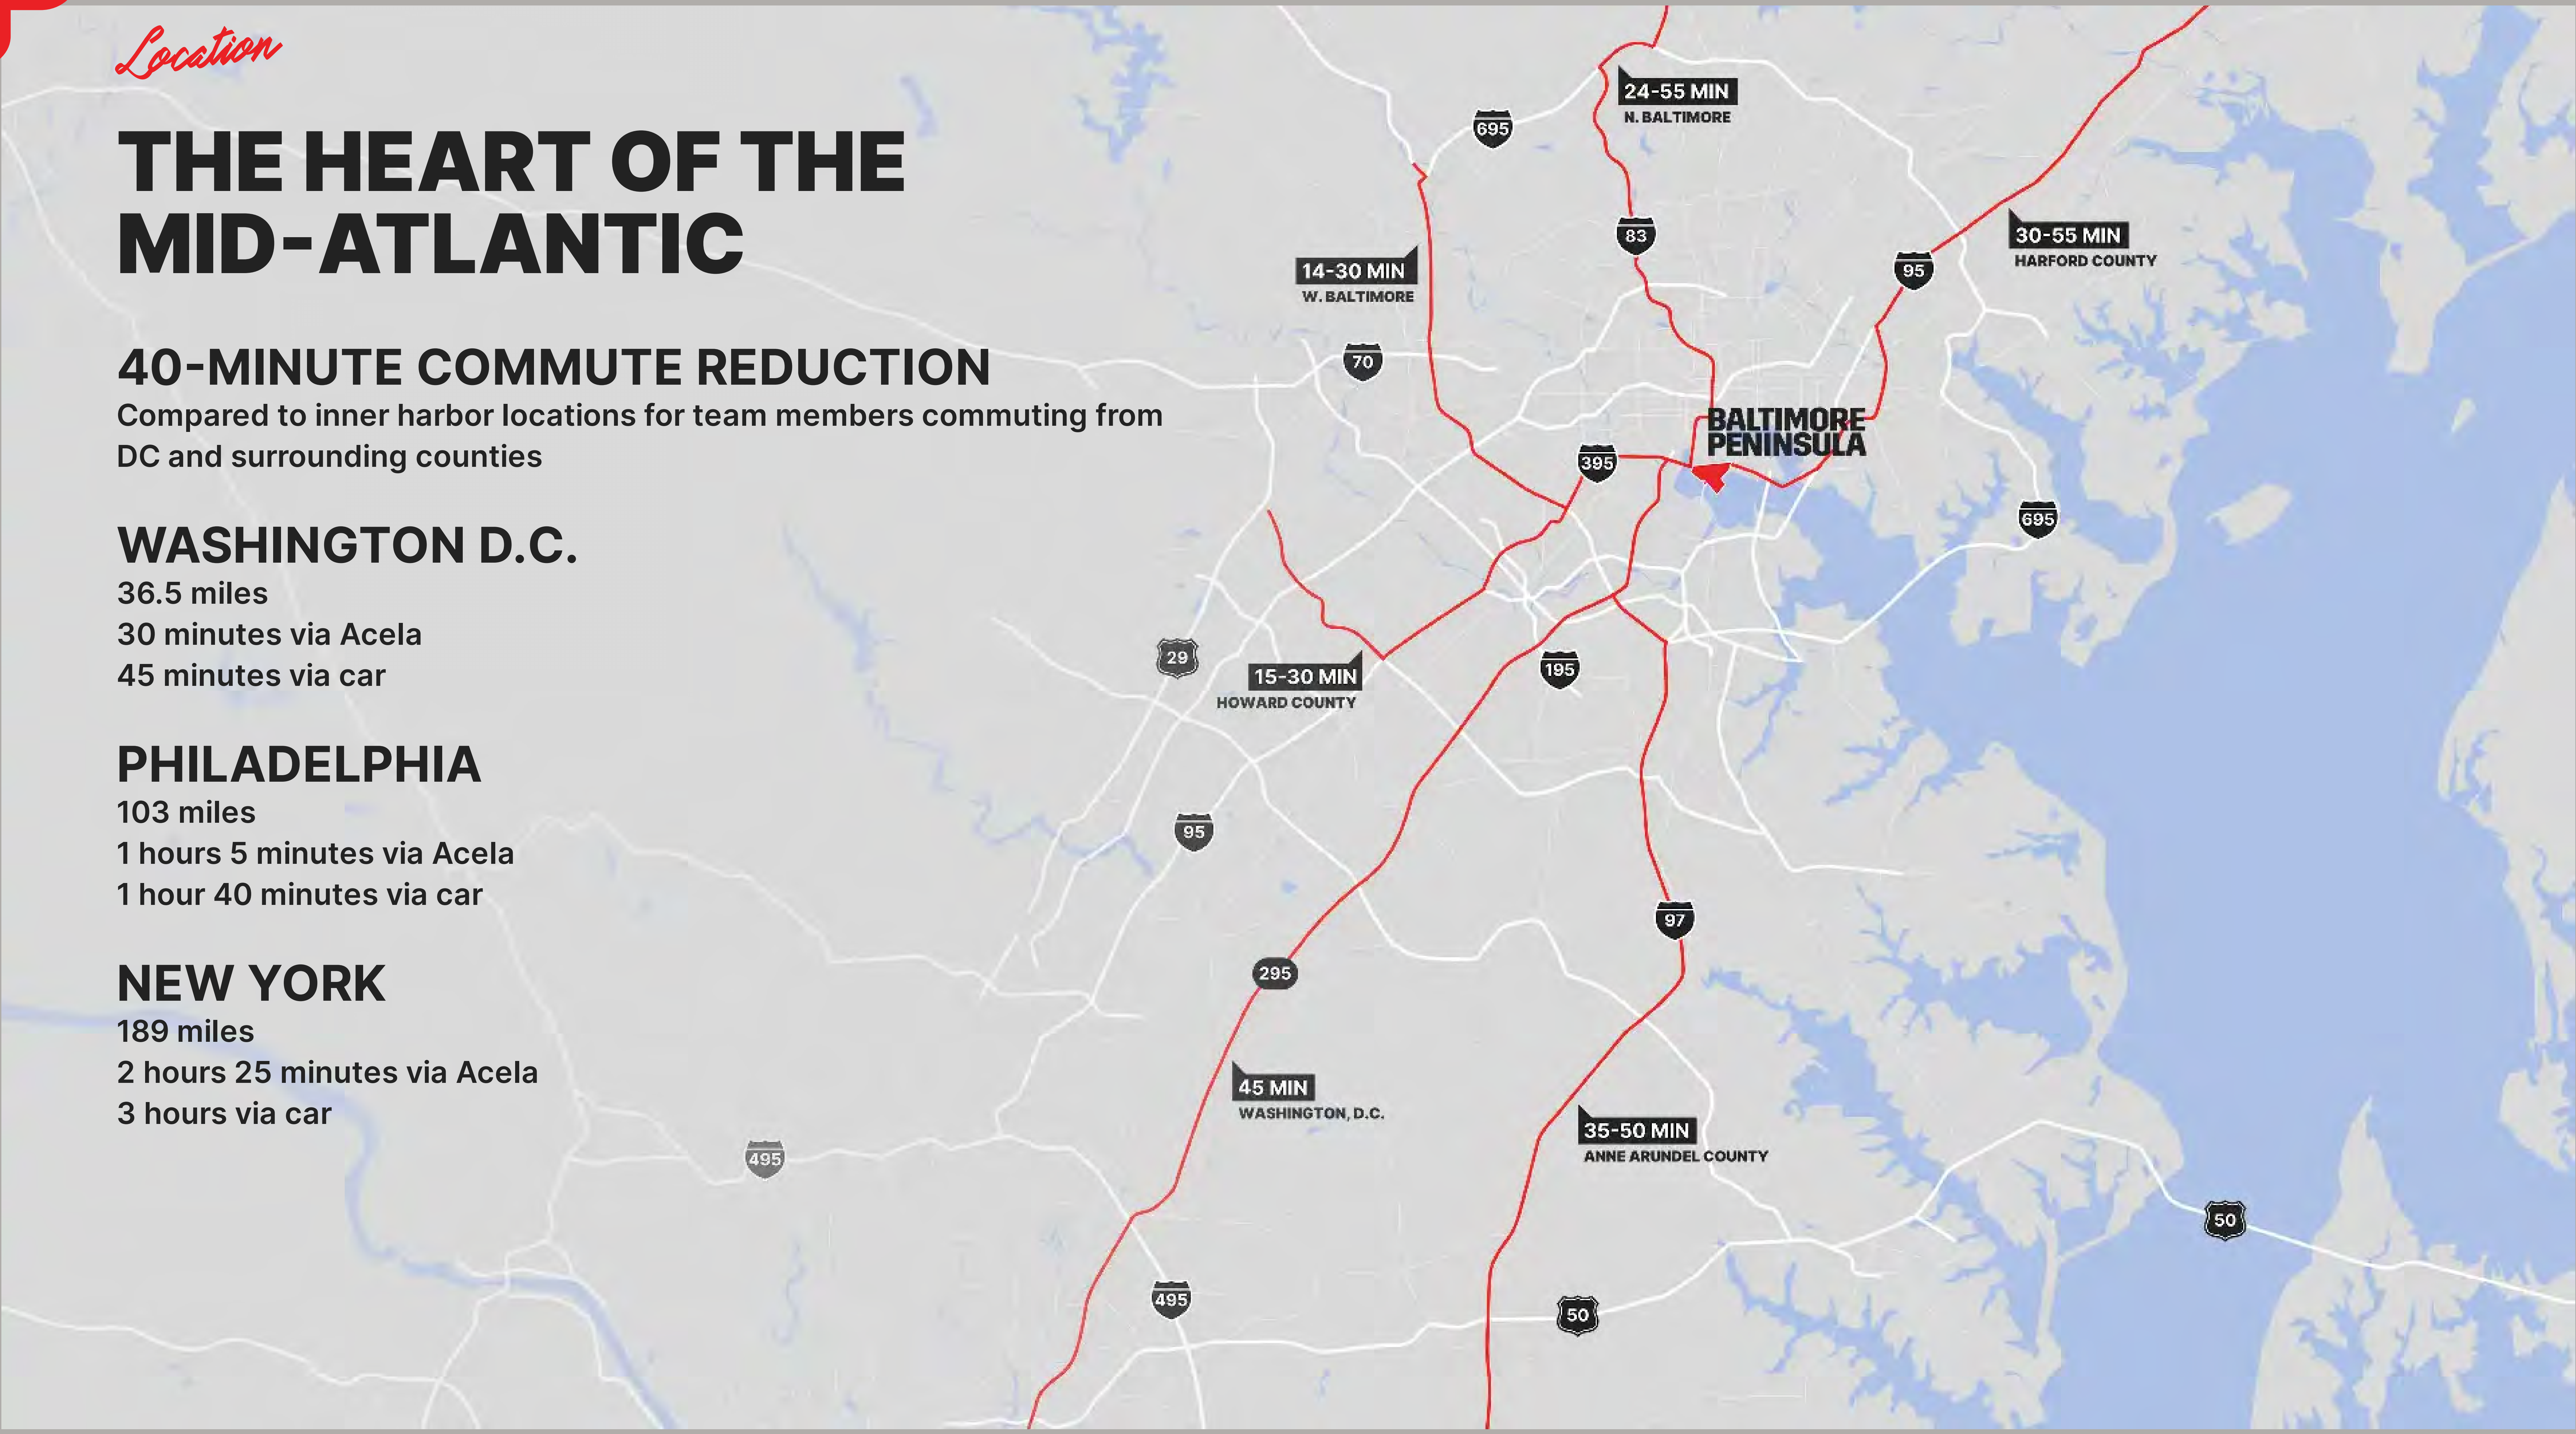 Location
THE HEART OF THE
MID-ATLANTIC
40-MINUTE COMMUTE REDUCTION
Compared to inner harbor locations for team members commuting from
DC and surrounding counties
WASHINGTON D.C.
36.5 miles
30 minutes via Acela
45 minutes via car
PHILADELPHIA
103 miles
1 hours 5 minutes via Acela
1 hour 40 minutes via car
NEW YORK
189 miles
2 hours 25 minutes via Acela
3 hours via car
24-55 MIN
N. BALTIMORE
695
83
30-55 MIN
HARFORD COUNTY
95
14-30 MIN
W. BALTIMORE
70
BALTIMORE
PENINSULA
395
695
29
15-30 MIN
HOWARD COUNTY
195
95
97
295
45 MIN
WASHINGTON, D.C.
35-50 MIN
ANNE ARUNDEL COUNTY
495
50
495
50